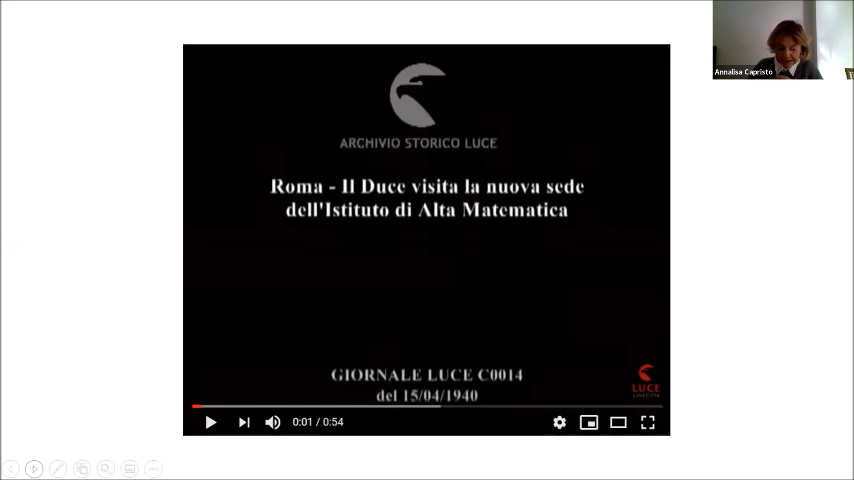 Annalisa Capristo
ARCHIVIO STORICO LUCE
Roma - Il Duce visita la nuova sede
dell'Istituto di Alta Matematica
GIORNALE LUCE C0014
del 15/04/1940
LUCE
CINECITTÀ
0:01 / 0:54